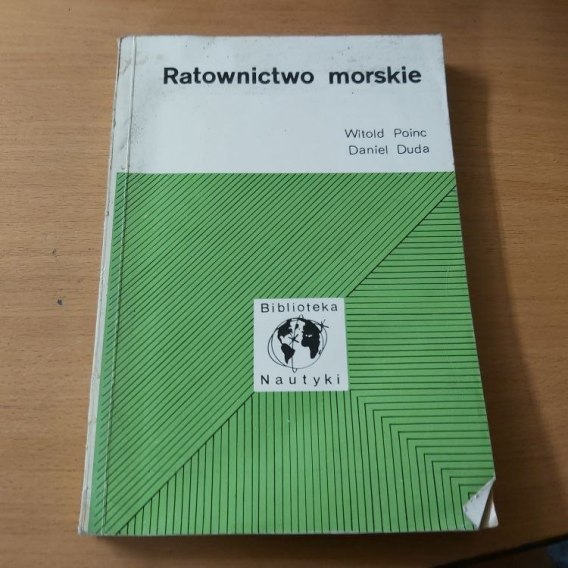 Ratownictwo morskie
Witold Poinc
Daniel Duda
Biblioteka
Nautyki